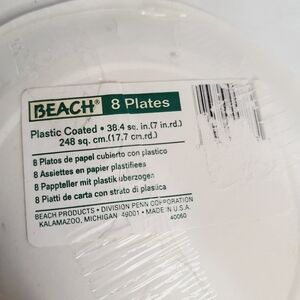 BEACH® 8 Plates
Plastic Coated • 38.4 sq. in.(7 in.rd.)
248 sq. cm.(17.7 cm.rd.)
8 Platos de papel cubierto con plastico
8 Assiettes en papier plastifiees
8 Pappteller mit plastik uberzogen
8 Piatti de carta con strato di plastica
BEACH PRODUCTS • DIVISION PENN CORPORATION
KALAMAZOO, MICHIGAN 49001 • MADE IN U.S.A.
40060